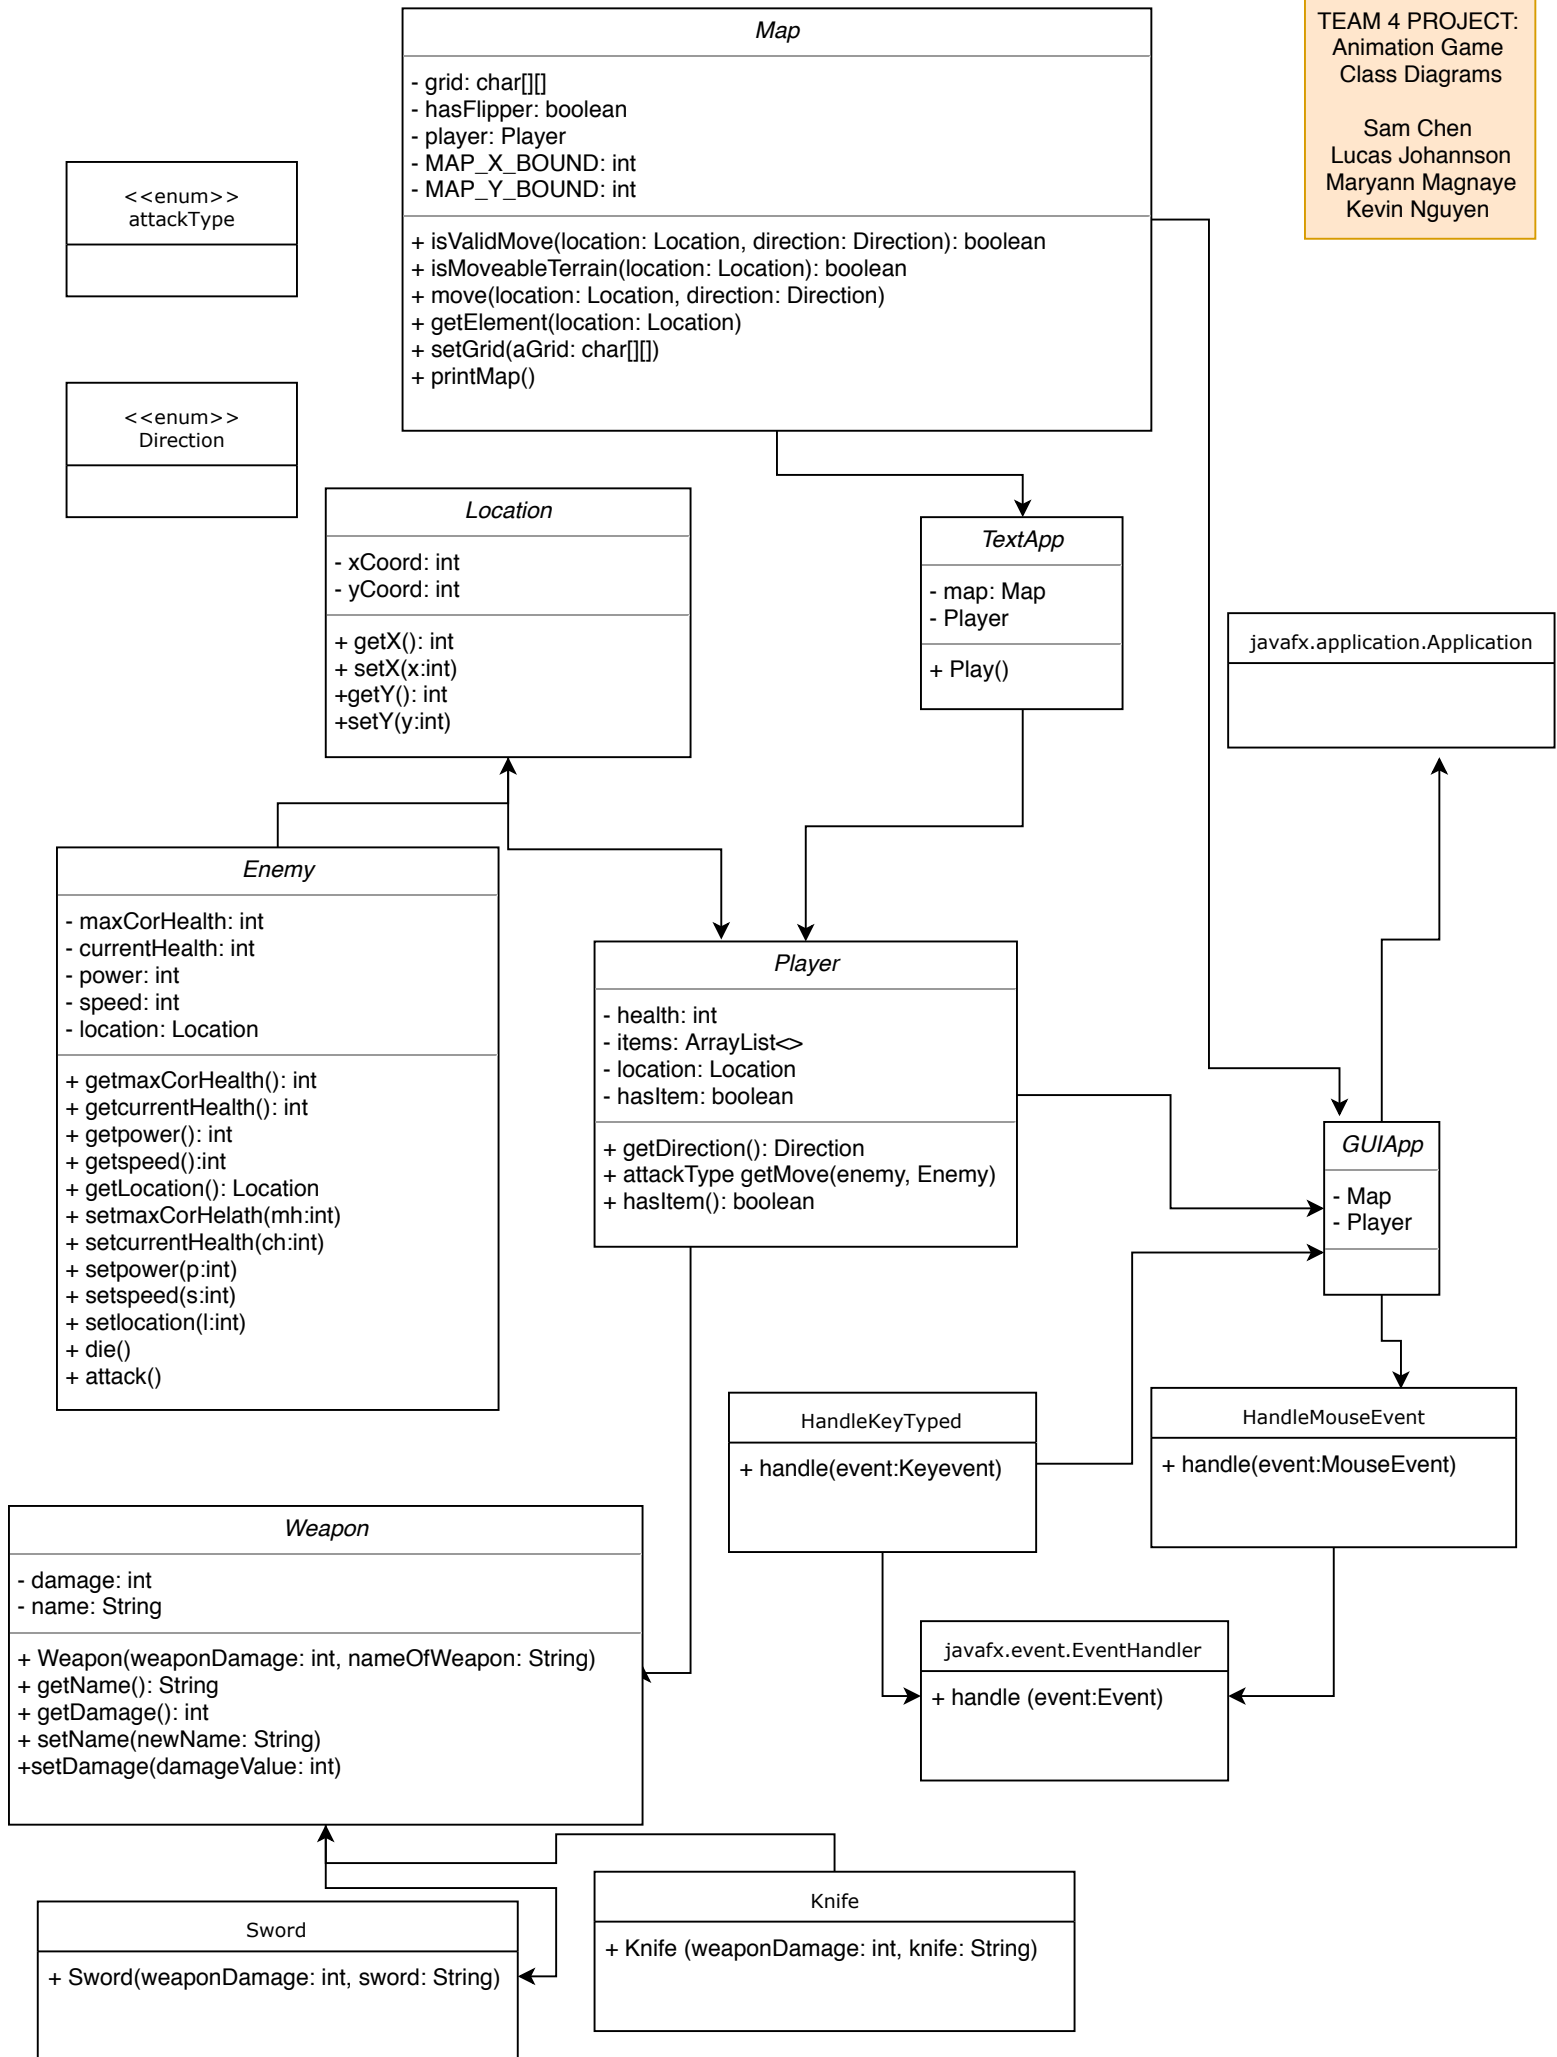 Map
- grid: char[][]
- hasFlipper: boolean
- player: Player
- MAP_X_BOUND: int
- MAP_Y_BOUND: int
+ isValidMove(location: Location, direction: Direction): boolean
+ isMoveableTerrain(location: Location): boolean
+ move(location: Location, direction: Direction)
+ getElement(location: Location)
+ setGrid(aGrid: char[][])
+ printMap()
TEAM 4 PROJECT:
Animation Game
Class Diagrams
Sam Chen
Lucas Johannson
Maryann Magnaye
Kevin Nguyen
<<enum>>
attackType
<<enum>>
Direction
Location
- xCoord: int
- yCoord: int
+ getX(): int
+ setX(x:int)
+getY(): int
+setY(y:int)
TextApp
- map: Map
- Player
+ Play()
javafx.application.Application
Enemy
- maxCorHealth: int
- currentHealth: int
- power: int
- speed: int
- location: Location
+ getmaxCorHealth(): int
+ getcurrentHealth(): int
+ getpower(): int
+ getspeed():int
+ getLocation(): Location
+ setmaxCorHelath(mh:int)
+ setcurrentHealth(ch:int)
+ setpower(p:int)
+ setspeed(s:int)
+ setlocation(l:int)
+ die()
+ attack()
Player
- health: int
- items: ArrayList<>
- location: Location
- hasItem: boolean
+ getDirection(): Direction
+ attackType getMove(enemy, Enemy)
+ hasItem(): boolean
GUIApp
- Map
- Player
HandleKeyTyped
+ handle(event:Keyevent)
HandleMouseEvent
+ handle(event:MouseEvent)
Weapon
- damage: int
- name: String
+ Weapon(weaponDamage: int, nameOfWeapon: String)
+ getName(): String
+ getDamage(): int
+ setName(newName: String)
+setDamage(damageValue: int)
javafx.event.EventHandler
+ handle (event:Event)
Sword
+ Sword(weaponDamage: int, sword: String)
Knife
+ Knife (weaponDamage: int, knife: String)